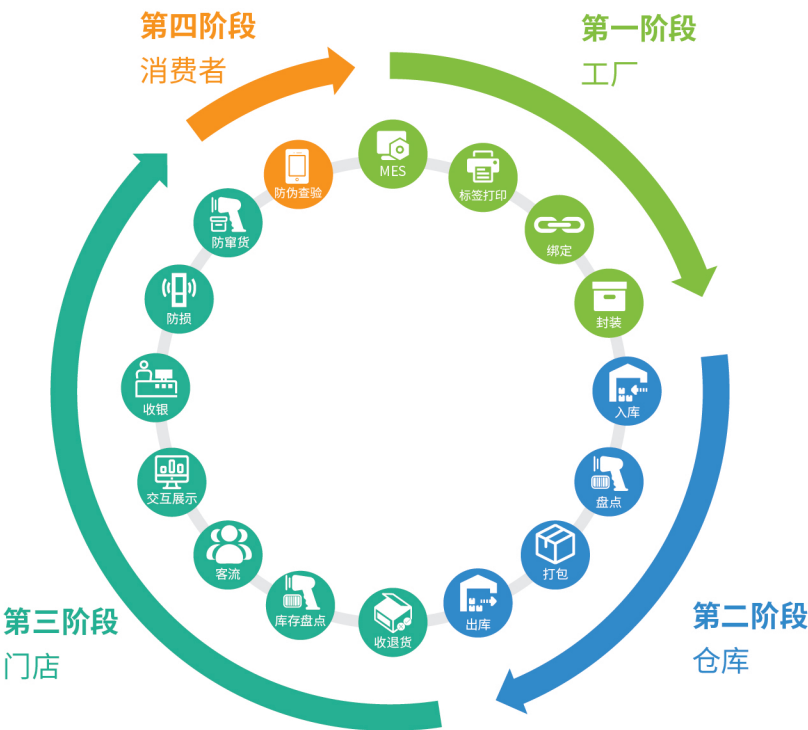 第四阶段
消费者
第一阶段
工厂
MES
标签打印
绑定
封装
入库
盘点
打包
出库
收退货
库存盘点
客流
交互展示
收银
防损
防窜货
防伪查验
第二阶段
仓库
第三阶段
门店